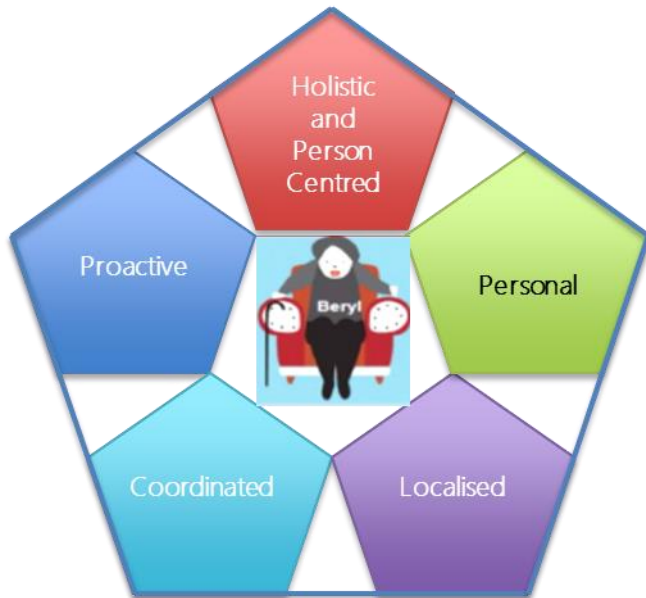 Holistic
and
Person
Centred
Proactive
Personal
Beryl
Coordinated
Localised